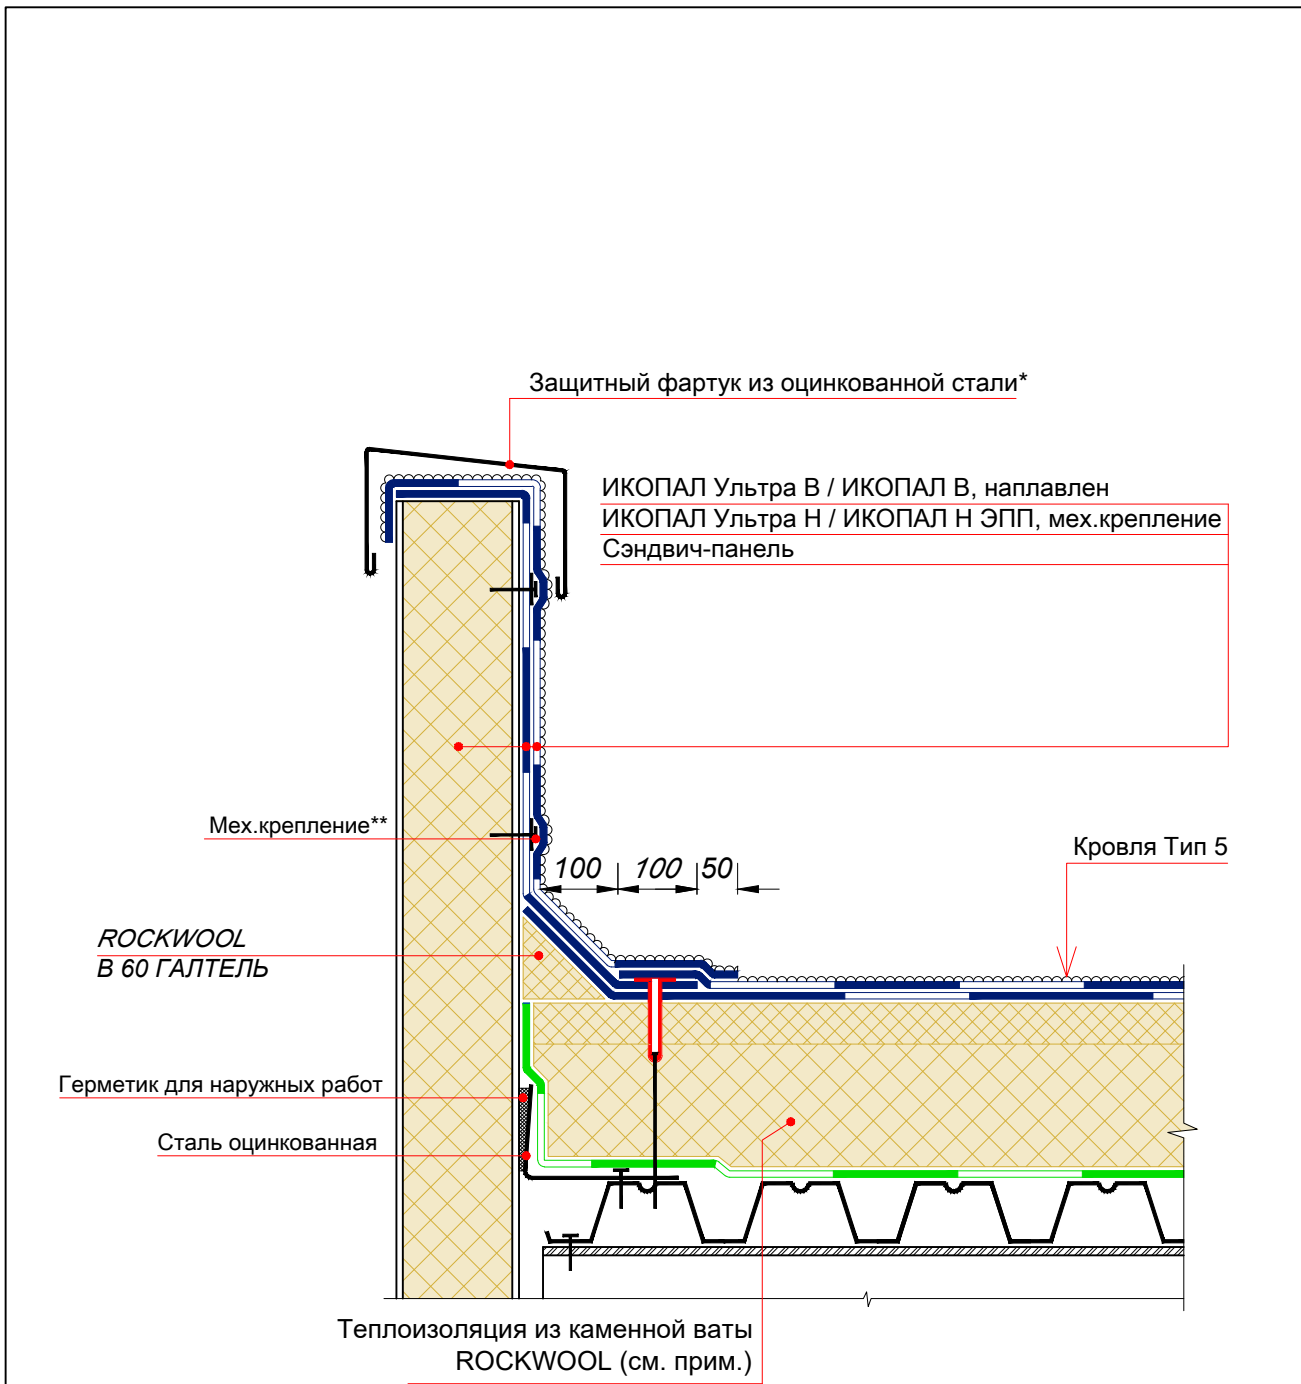 Защитный фартук из оцинкованной стали*
ИКОПАЛ Ультра В / ИКОПАЛ В, наплавлен
ИКОПАЛ Ультра Н / ИКОПАЛ Н ЭПП, мех.крепление
Сэндвич-панель
Мех.крепление**
100 100 50
Кровля Тип 5
ROCKWOOL
В 60 ГАЛТЕЛЬ
Герметик для наружных работ
Сталь оцинкованная
Теплоизоляция из каменной ваты
ROCKWOOL (см. прим.)